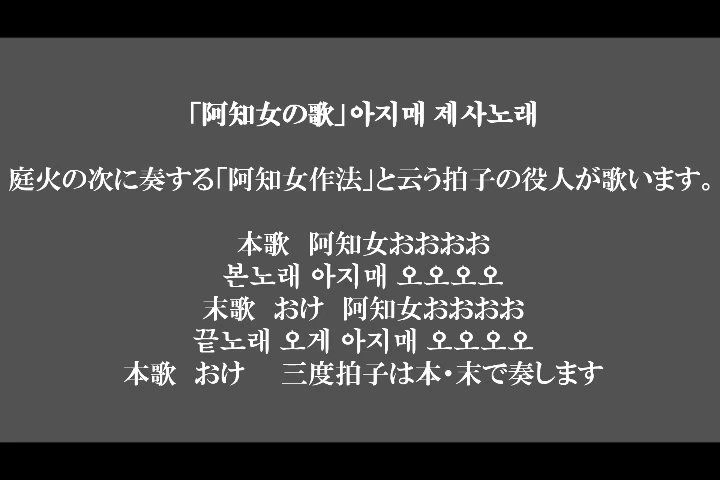 「阿知女の歌」아지매 제사노래
庭火の次に奏する「阿知女作法」と云う拍子の役人が歌います。
本歌　阿知女おおおお
본노래 아지매 오오오오
末歌　おけ　阿知女おおおお
끝노래 오게 아지매 오오오오
本歌　おけ　　三度拍子は本・末で奏します